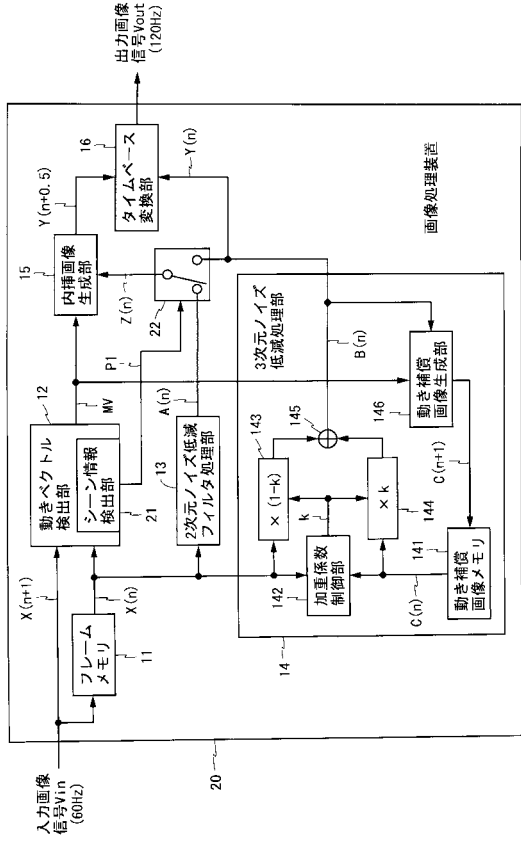 入力画像
信号Vin
(60Hz)
X(n+1)
フレーム
メモリ
11
X(n)
動きベクトル
検出部
12
シーン情報
検出部
21
MV
P1
2次元ノイズ低減
フィルタ処理部
13
A(n)
22
Z(n)
内挿画像
生成部
15
Y(n+0.5)
タイムベース
変換部
16
Y(n)
出力画像
信号Vout
(120Hz)
画像処理装置
20
14
3次元ノイズ
低減処理部
加重係数
制御部
142
k
× (1-k)
143
× k
144
145
B(n)
動き補償
画像生成部
146
C(n+1)
動き補償
画像メモリ
141
C(n)